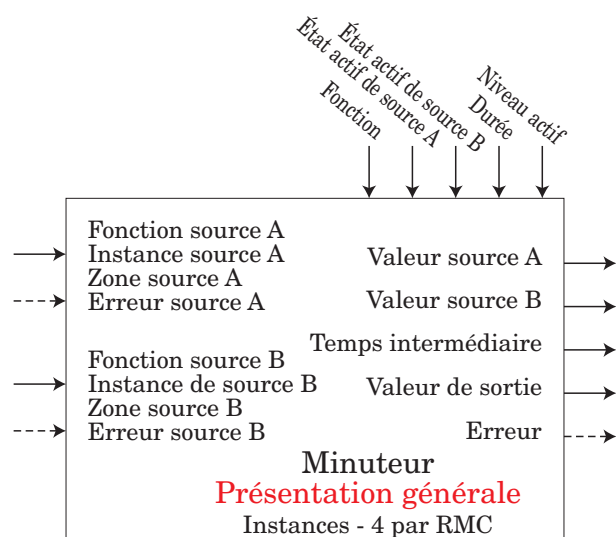 Fonction
État actif de source A
État actif de source B
Durée
Niveau actif
Fonction source A
Instance source A
Zone source A
Erreur source A
Fonction source B
Instance de source B
Zone source B
Erreur source B
Valeur source A
Valeur source B
Temps intermédiaire
Valeur de sortie
Erreur
Minuteur
Présentation générale
Instances - 4 par RMC